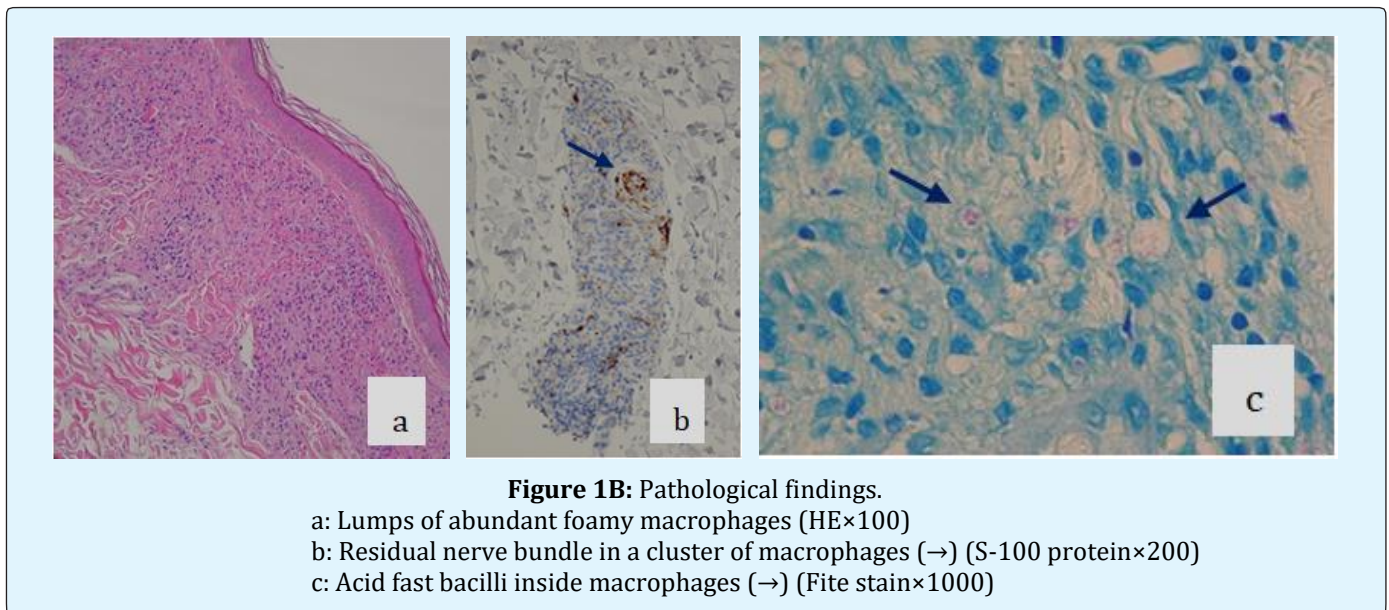 a
b
c
Figure 1B: Pathological findings.
a: Lumps of abundant foamy macrophages (HE×100)
b: Residual nerve bundle in a cluster of macrophages (→) (S-100 protein×200)
c: Acid fast bacilli inside macrophages (→) (Fite stain×1000)